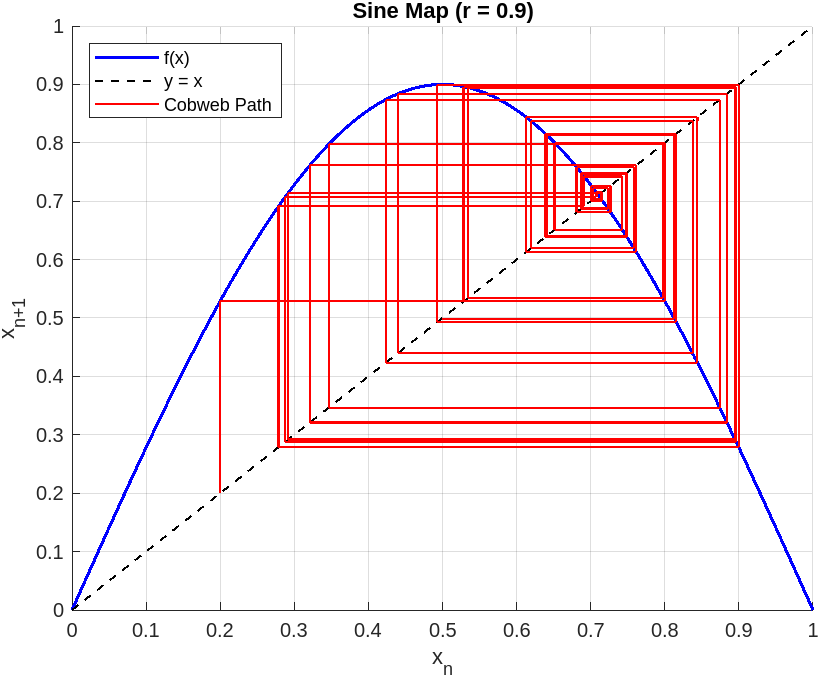 Sine Map (r = 0.9)
f(x)
y = x
Cobweb Path
1
0.9
0.8
0.7
0.6
0.5
0.4
0.3
0.2
0.1
0
x_{n+1}
0 0.1 0.2 0.3 0.4 0.5 0.6 0.7 0.8 0.9 1
x_n